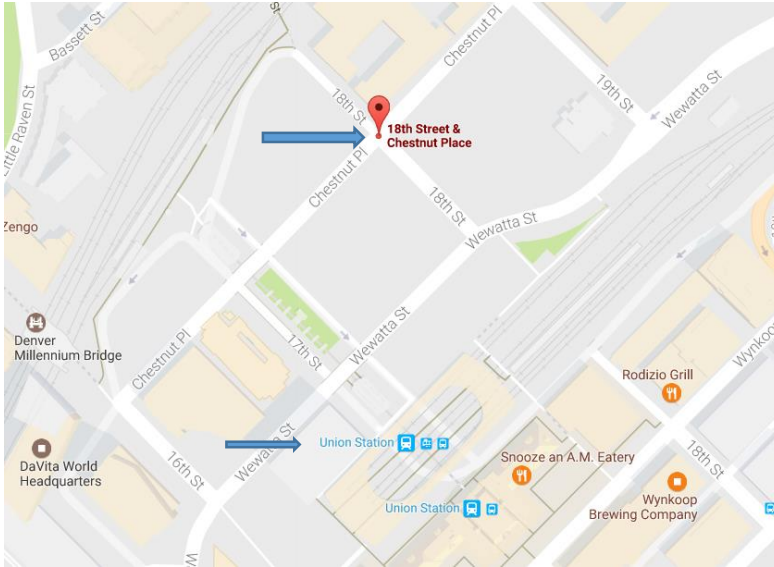 Bassett St
Little Raven St
st
Chestnut Pl
18th St
19th St
Wewatta St
18th Street &
Chestnut Place
Chestnut Pl
18th St
Wewatta St
Zengo
Denver
Millennium Bridge
Chestnut Pl
17th St
Wewatta St
Rodizio Grill
Union Station
Wewatta St
Snooze an A.M. Eatery
DaVita World
Headquarters
16th St
18th St
Union Station
Wynkoop
Brewing Company
Wynkoo
W